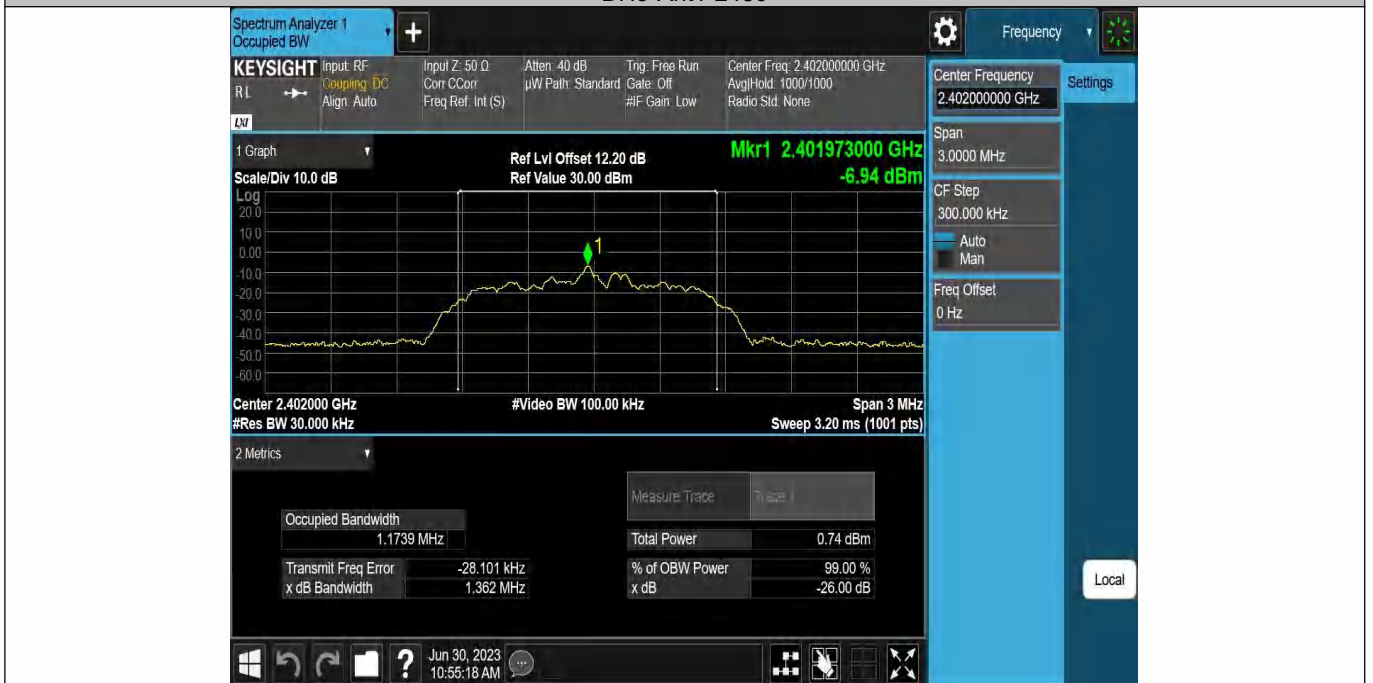 Spectrum Analyzer 1
Occupied BW
+
Frequency
KEYSIGHT
RL
LXI
Input: RF
Coupling: DC
Align: Auto
Input Z: 50 Ω
Corr CCorr
Freq Ref: Int (S)
Atten: 40 dB
µW Path: Standard
Trig: Free Run
Gate: Off
#IF Gain: Low
Center Freq: 2.402000000 GHz
Avg|Hold: 1000/1000
Radio Std: None
Center Frequency
2.402000000 GHz
Settings
Span
3.0000 MHz
CF Step
300.000 kHz
Auto
Man
Freq Offset
0 Hz
Local
1 Graph
Scale/Div 10.0 dB
Ref Lvl Offset 12.20 dB
Ref Value 30.00 dBm
Mkr1 2.401973000 GHz
-6.94 dBm
Log
20.0
10.0
0.00
-10.0
-20.0
-30.0
-40.0
-50.0
-60.0
1
Center 2.402000 GHz
#Video BW 100.00 kHz
Span 3 MHz
#Res BW 30.000 kHz
Sweep 3.20 ms (1001 pts)
2 Metrics
Measure Trace
Trace 1
Occupied Bandwidth
1.1739 MHz
Total Power
0.74 dBm
Transmit Freq Error
-28.101 kHz
% of OBW Power
99.00 %
x dB Bandwidth
1.362 MHz
x dB
-26.00 dB
?
Jun 30, 2023
10:55:18 AM